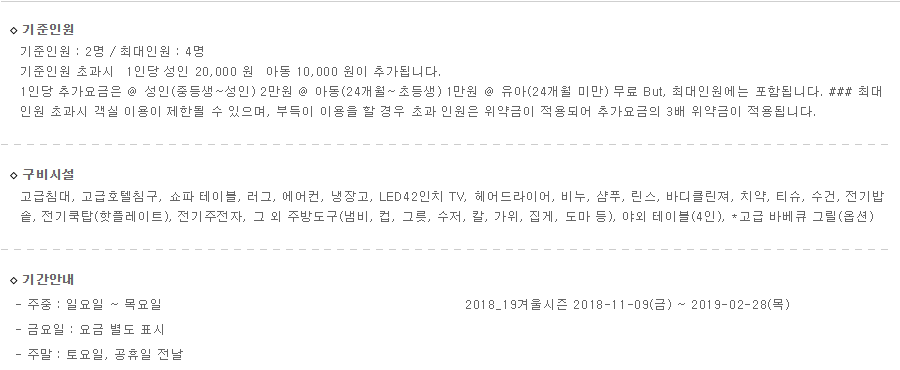 ◇ 기준인원
기준인원 : 2명 / 최대인원 : 4명
기준인원 초과시 1인당 성인 20,000 원 아동 10,000 원이 추가됩니다.
1인당 추가요금은 @ 성인(중등생~성인) 2만원 @ 아동(24개월~초등생) 1만원 @ 유아(24개월 미만) 무료 But, 최대인원에는 포함됩니다. ### 최대
인원 초과시 객실 이용이 제한될 수 있으며, 부득이 이용을 할 경우 초과 인원은 위약금이 적용되어 추가요금의 3배 위약금이 적용됩니다.
◇ 구비시설
고급침대, 고급호텔침구, 쇼파 테이블, 러그, 에어컨, 냉장고, LED42인치 TV, 헤어드라이어, 비누, 샴푸, 린스, 바디클린져, 치약, 티슈, 수건, 전기밥
솥, 전기쿡탑(핫플레이트), 전기주전자, 그 외 주방도구(냄비, 컵, 그릇, 수저, 칼, 가위, 집게, 도마 등), 야외 테이블(4인), *고급 바베큐 그릴(옵션)
◇ 기간안내
- 주중 : 일요일 ~ 목요일 2018_19겨울시즌 2018-11-09(금) ~ 2019-02-28(목)
- 금요일 : 요금 별도 표시
- 주말 : 토요일, 공휴일 전날